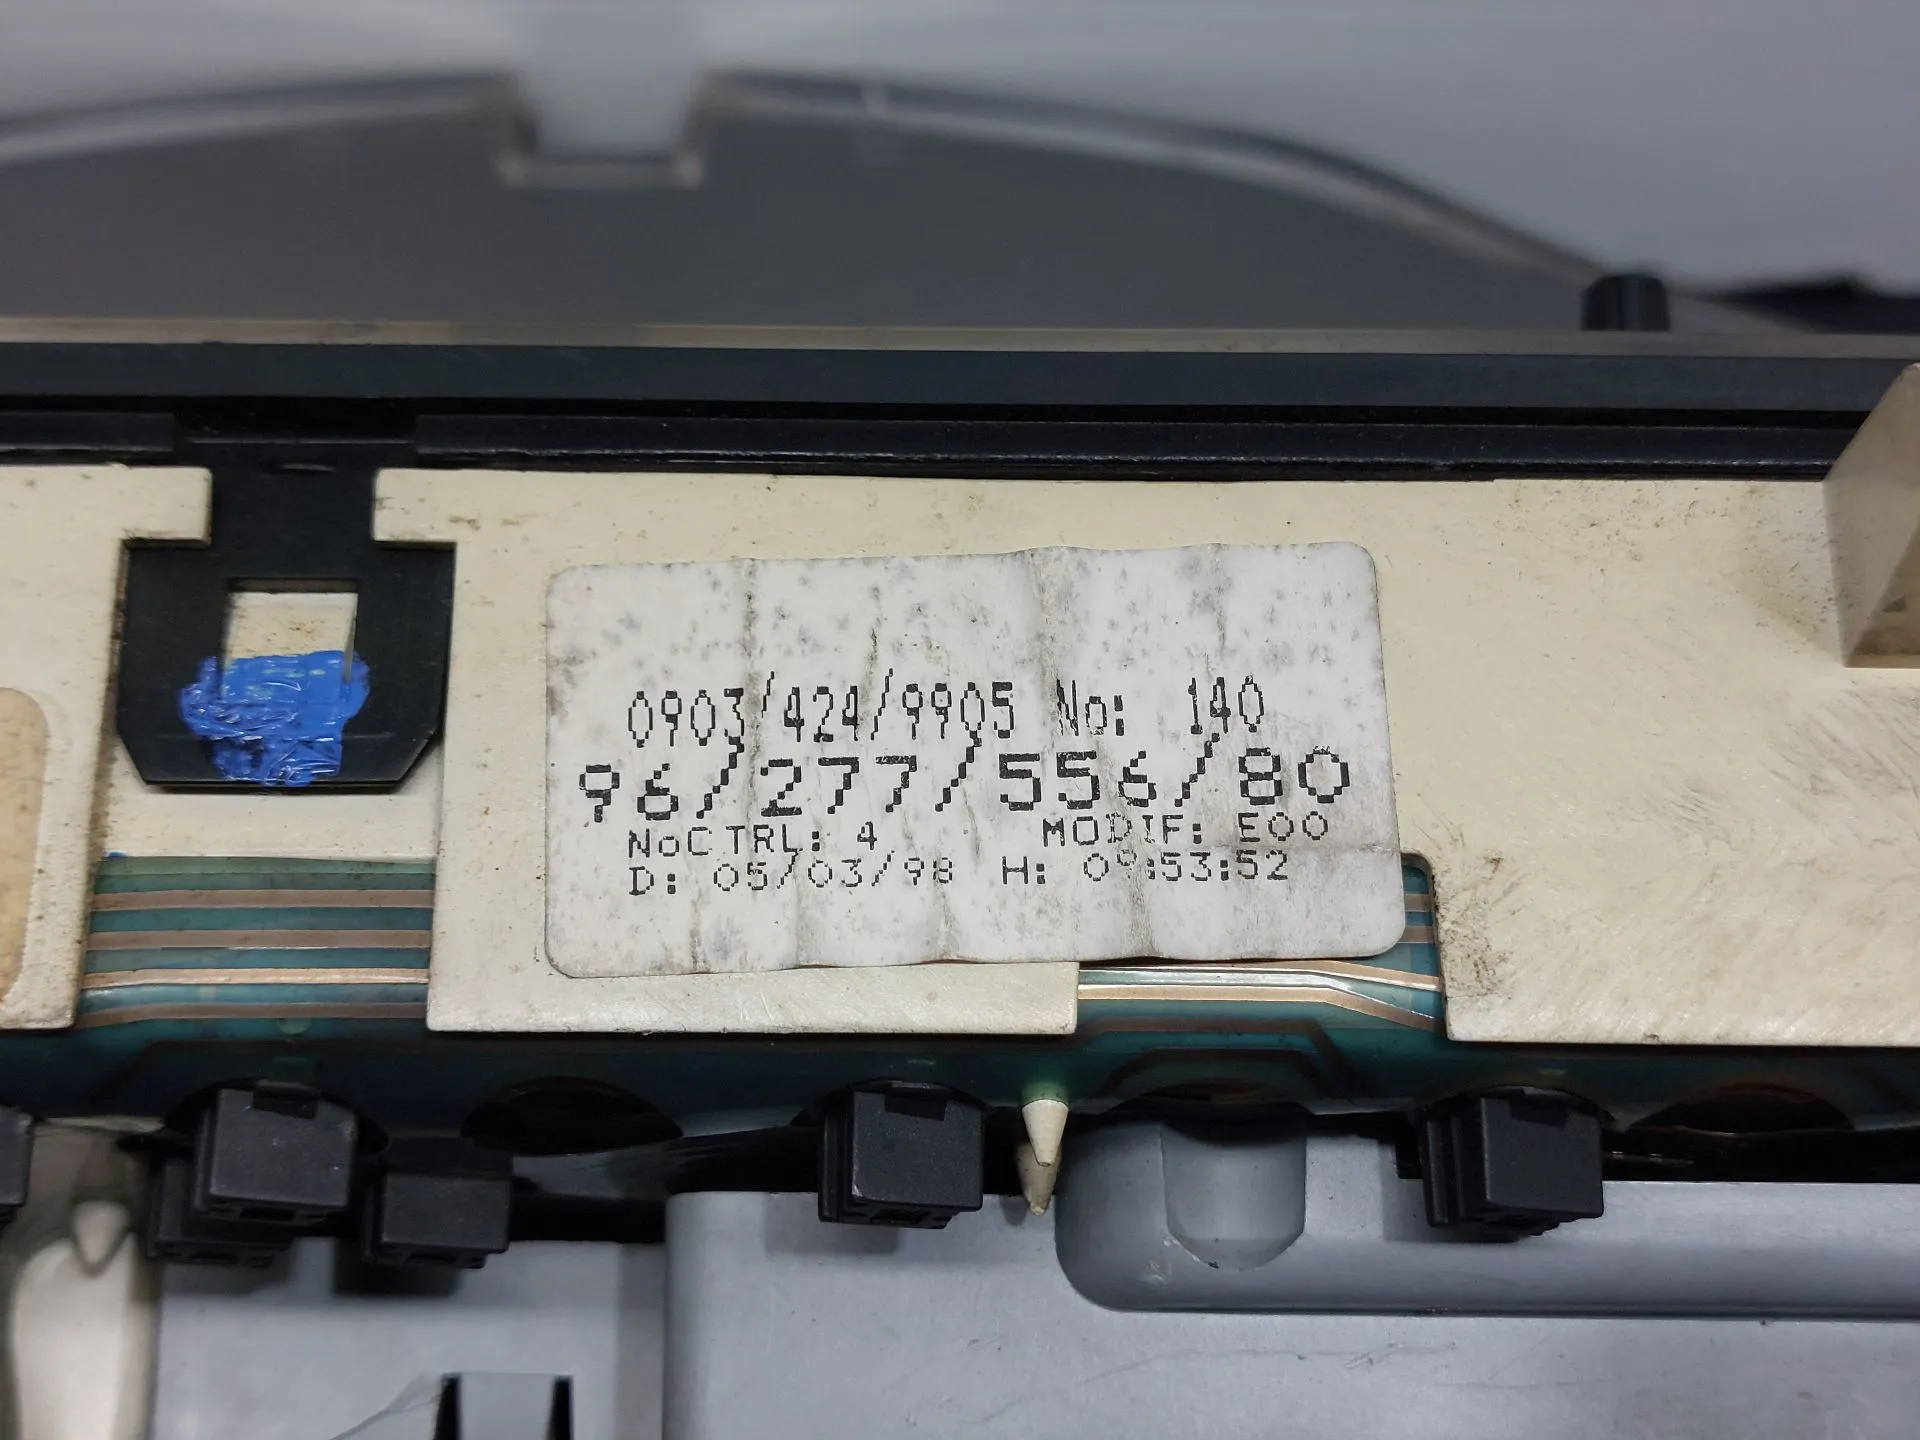 0903/424/9905 No: 140
96/277/556/80
NoCTRL: 4 MODIF: E00
D: 05/03/98 H: 09:53:52